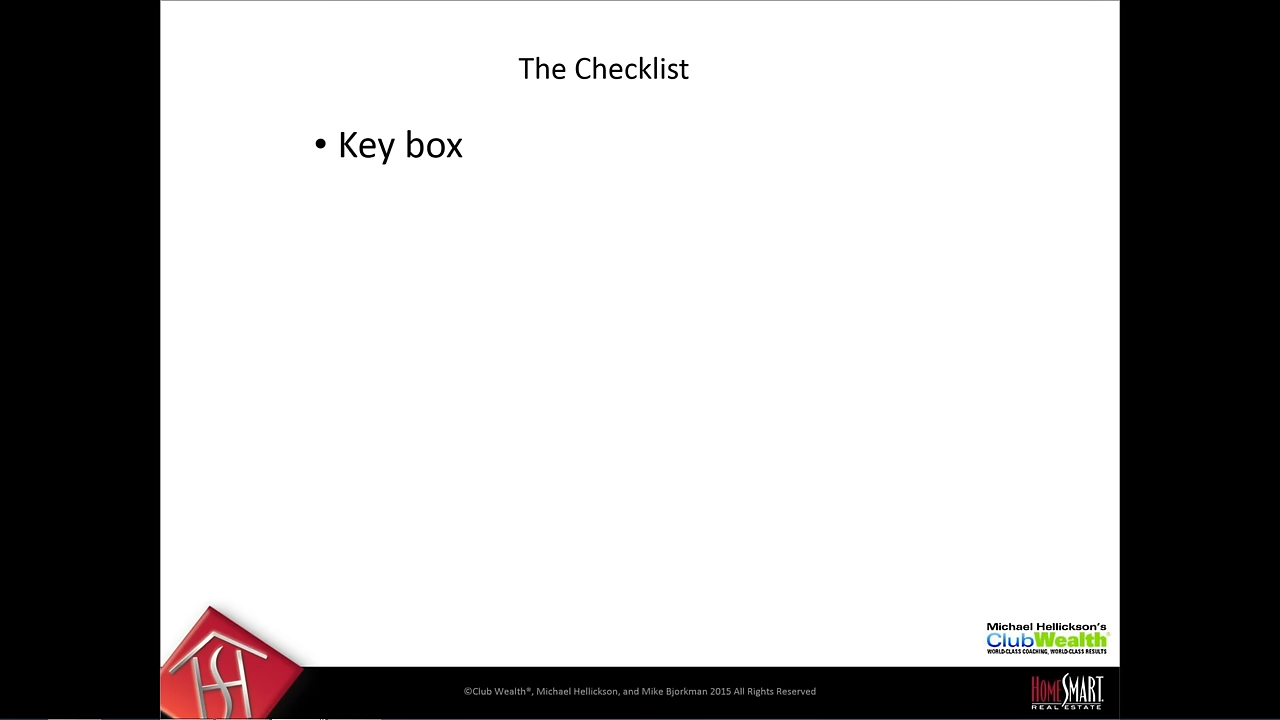 The Checklist
• Key box
Michael Hellickson's
ClubWealth®
WORLD-CLASS COACHING, WORLD-CLASS RESULTS
©Club Wealth®, Michael Hellickson, and Mike Bjorkman 2015 All Rights Reserved
HOMESMART.
REAL ESTATE